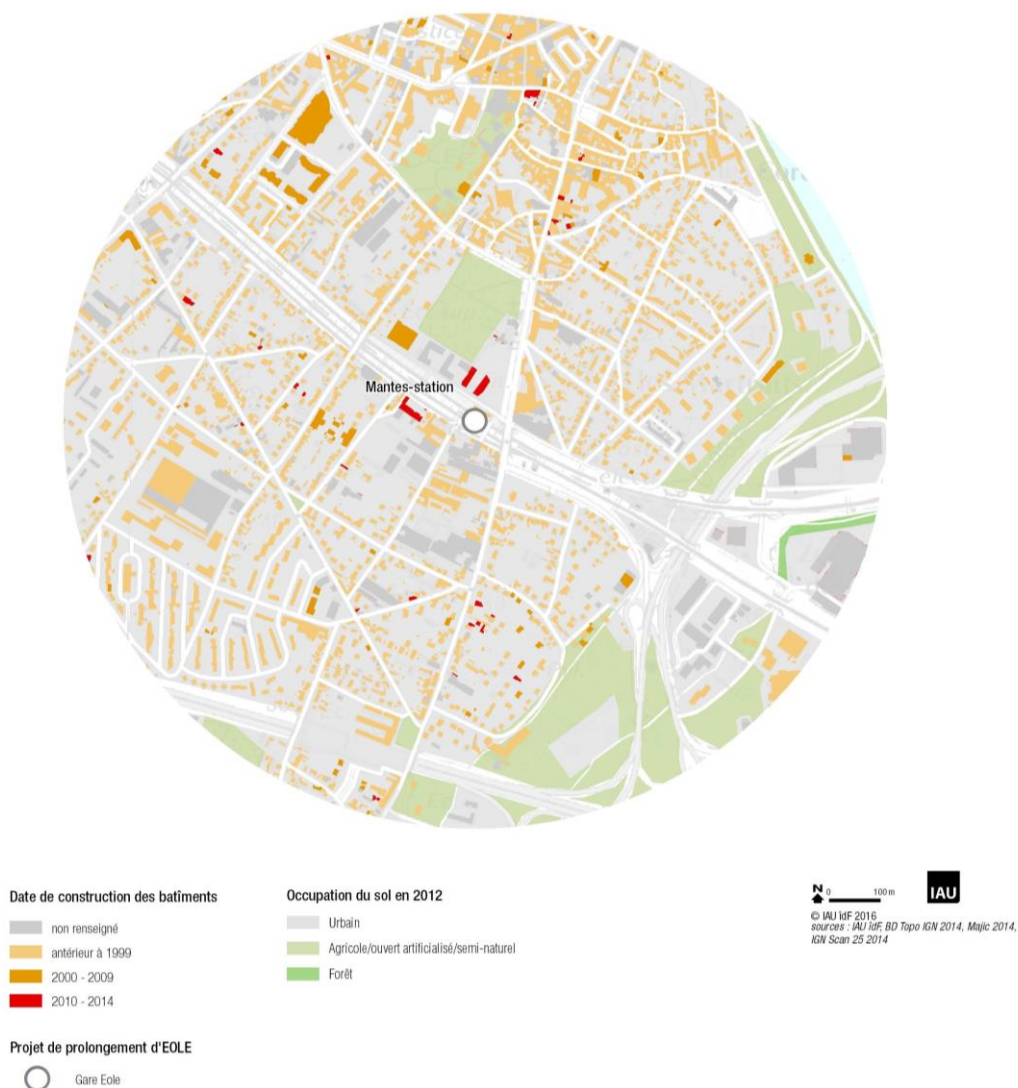 Mantes-station
Date de construction des batîments
non renseigné
antérieur à 1999
2000 - 2009
2010 - 2014
Projet de prolongement d'EOLE
Gare Eole
Occupation du sol en 2012
Urbain
Agricole/ouvert artificialisé/semi-naturel
Forêt
N 0 100 m
IAU
© IAU îdF 2016
sources : IAU îdF, BD Topo IGN 2014, Majic 2014,
IGN Scan 25 2014